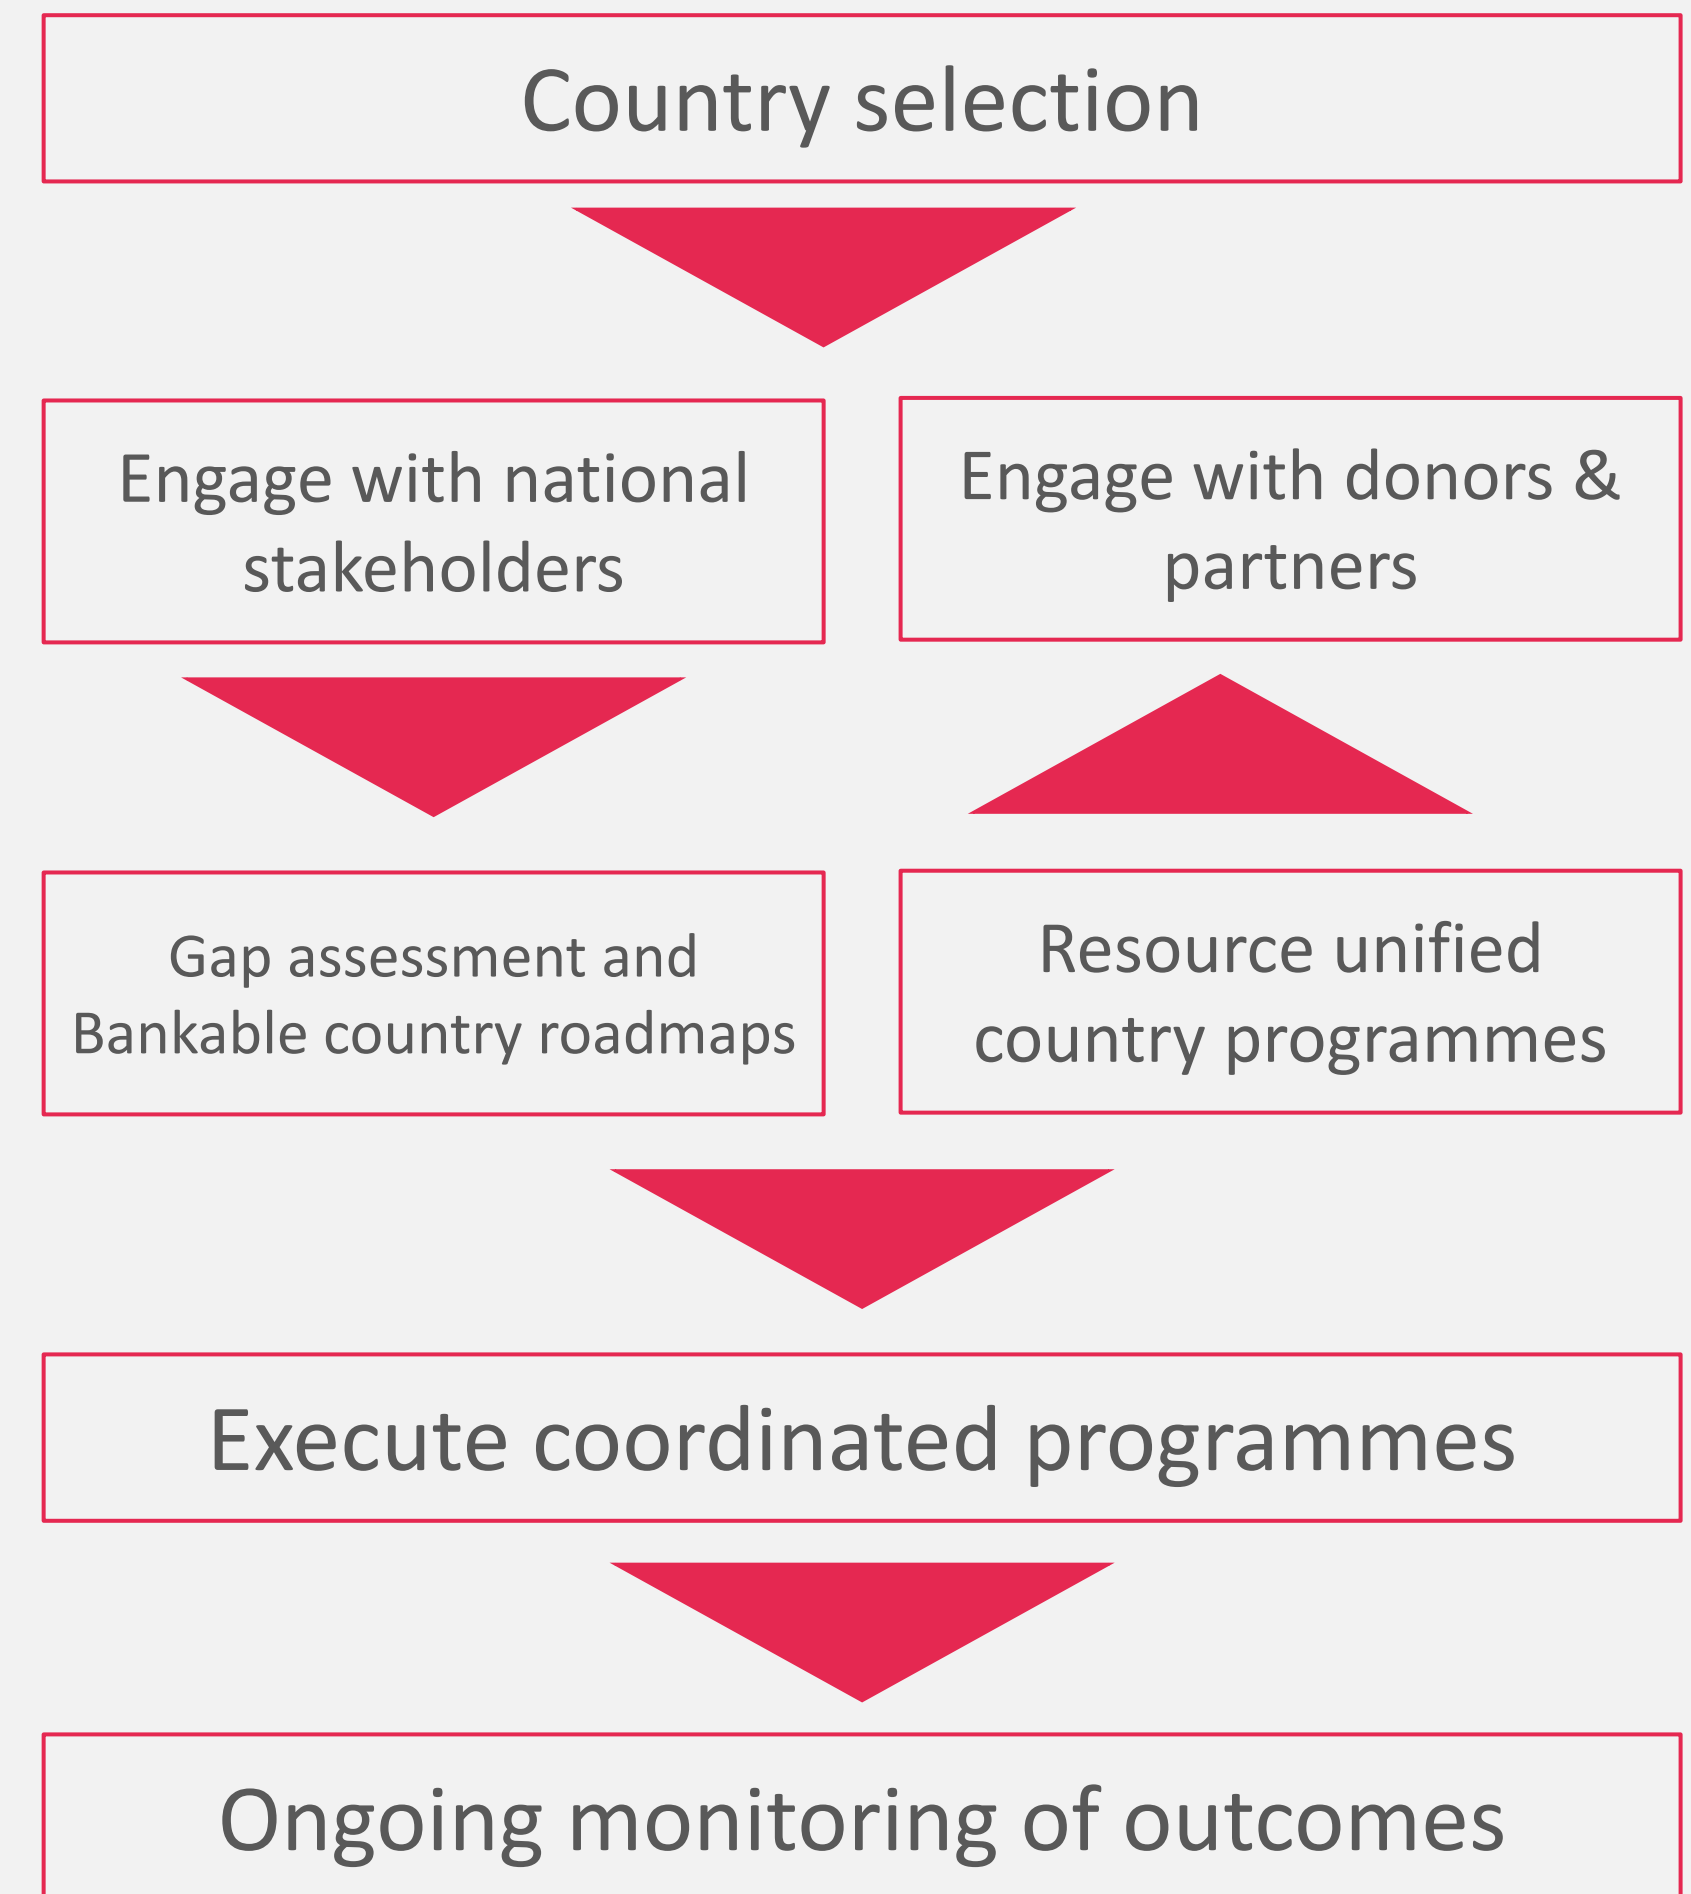 Country selection
Engage with national
stakeholders
Engage with donors &
partners
Gap assessment and
Bankable country roadmaps
Resource unified
country programmes
Execute coordinated programmes
Ongoing monitoring of outcomes